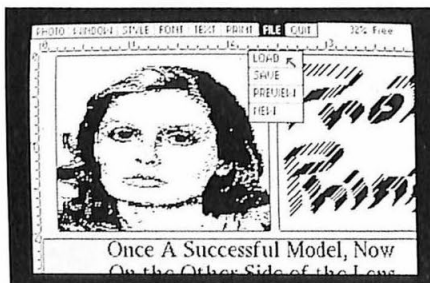 PHOTO WINDOW STYLE FONT TEXT PRINT FILE QUIT 32% Free
LOAD
SAVE
PREVIEW
NEW
Once A Successful Model, Now
On the Other Side of the Lens